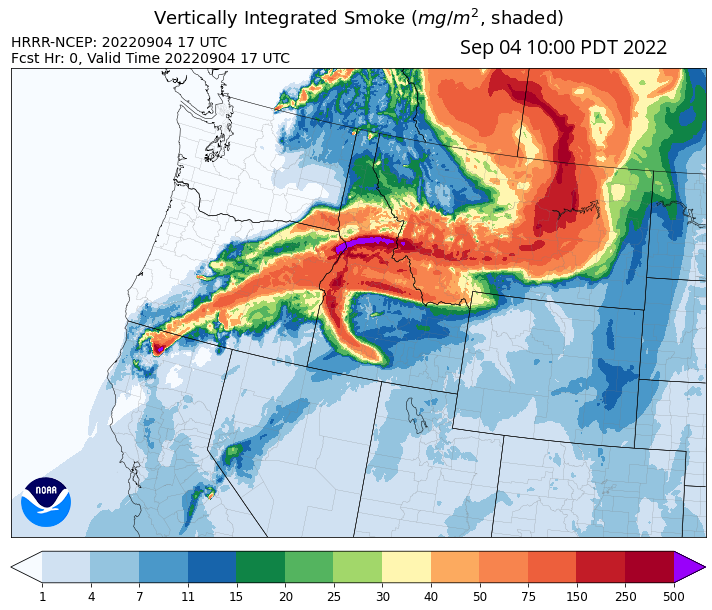 Vertically Integrated Smoke (mg/m², shaded)
HRRR-NCEP: 20220904 17 UTC
Fcst Hr: 0, Valid Time 20220904 17 UTC
Sep 04 10:00 PDT 2022
NOAA
1 4 7 11 15 20 25 30 40 50 75 150 250 500